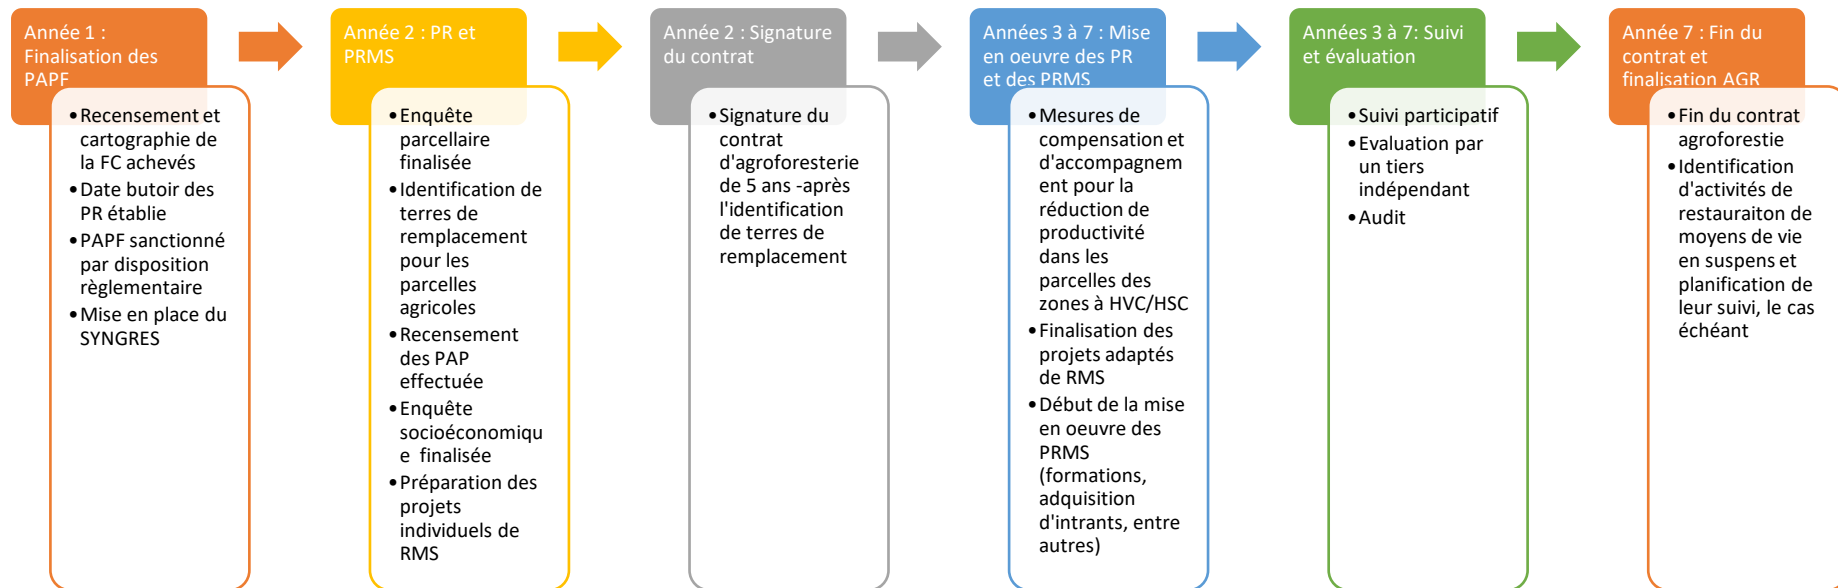 Année 1 :
Finalisation des
PAPF
•Recensement et
cartographie de
la FC achevés
•Date butoir des
PR établie
•PAPF sanctionné
par disposition
règlementaire
•Mise en place du
SYNGRES
Année 2 : PR et
PRMS
•Enquête
parcellaire
finalisée
•Identification de
terres de
remplacement
pour les
parcelles
agricoles
•Recensement
des PAP
effectuée
•Enquête
socioéconomiqu
e finalisée
•Préparation des
projets
individuels de
RMS
Année 2 : Signature
du contrat
•Signature du
contrat
d'agroforesterie
de 5 ans -après
l'identification
de terres de
remplacement
Années 3 à 7 : Mise
en oeuvre des PR
et des PRMS
•Mesures de
compensation et
d'accompagnem
ent pour la
réduction de
productivité
dans les
parcelles des
zones à HVC/HSC
•Finalisation des
projets adaptés
de RMS
•Début de la mise
en oeuvre des
PRMS
(formations,
adquisition
d'intrants, entre
autres)
Années 3 à 7: Suivi
et évaluation
•Suivi participatif
•Evaluation par
un tiers
indépendant
•Audit
Année 7 : Fin du
contrat et
finalisation AGR
•Fin du contrat
agroforestie
•Identification
d'activités de
restauraiton de
moyens de vie
en suspens et
planification de
leur suivi, le cas
échéant